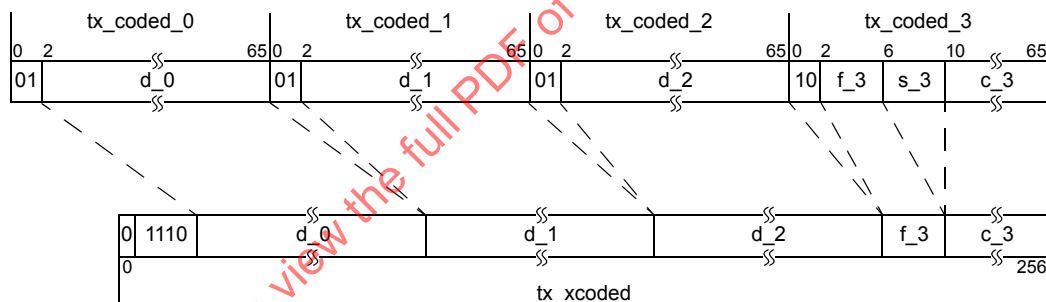 tx_coded_0 tx_coded_1 tx_coded_2 tx_coded_3
0 2 65 0 2 65 0 2 65 0 2 6 10 65
01 d_0 01 d_1 01 d_2 10 f_3 s_3 c_3
0 1110 d_0 d_1 d_2 f_3 c_3
0 256
tx_xcoded
view the full PDF of